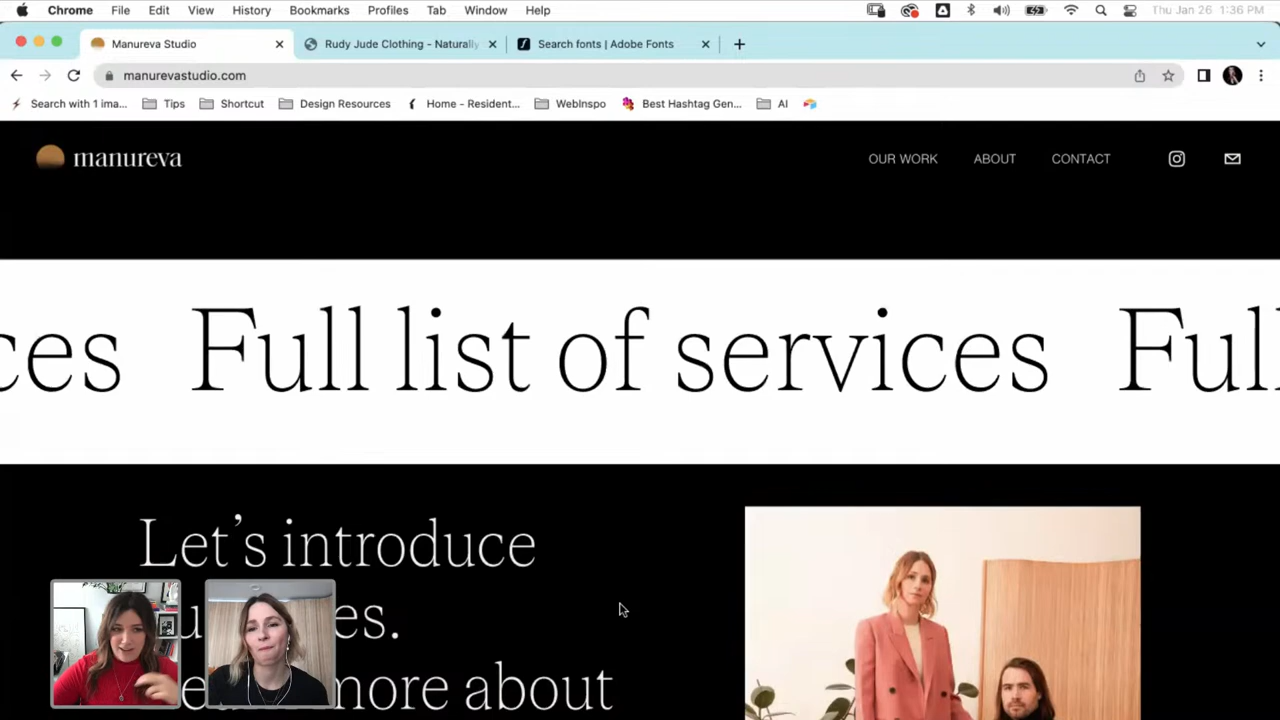 Chrome File Edit View History Bookmarks Profiles Tab Window Help Thu Jan 26 1:36 PM
Manureva Studio Rudy Jude Clothing - Naturally Search fonts | Adobe Fonts
manurevastudio.com
Search with 1 ima... Tips Shortcut Design Resources Home - Resident... WebInspo Best Hashtag Gen... AI
manureva OUR WORK ABOUT CONTACT
ces Full list of services Full
Let's introduce
es.
more about